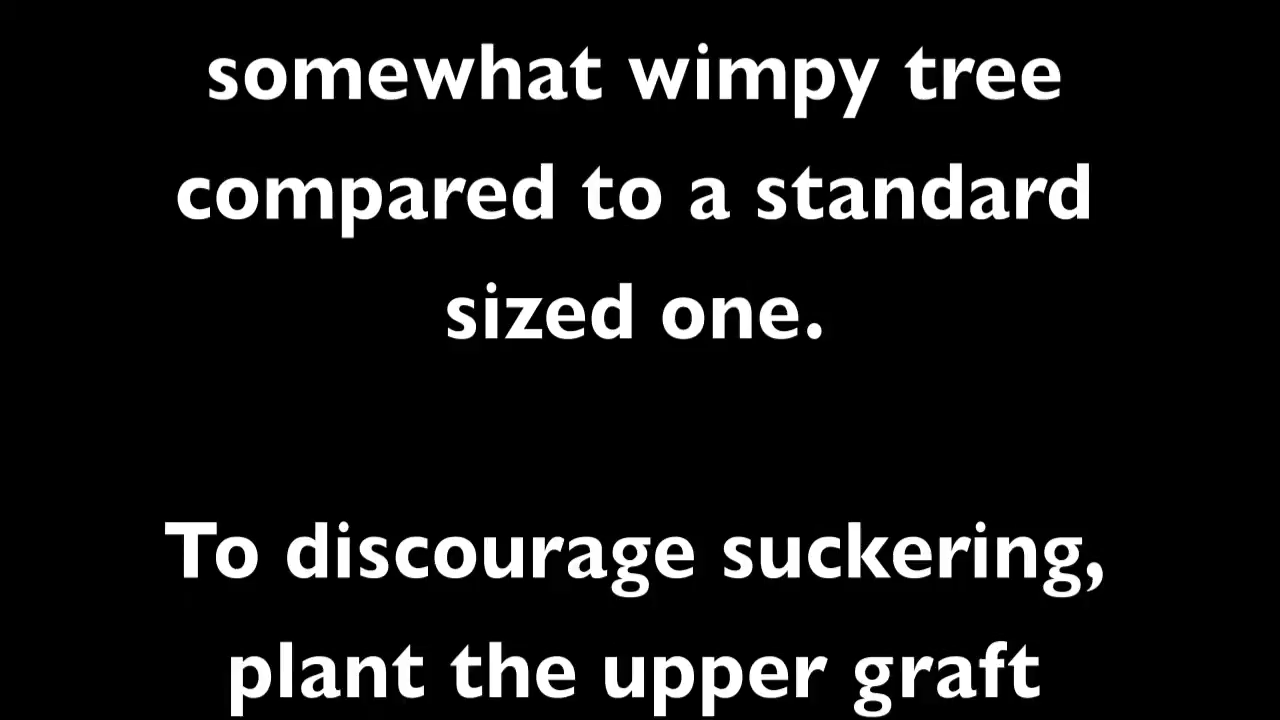 somewhat wimpy tree
compared to a standard
sized one.
To discourage suckering,
plant the upper graft